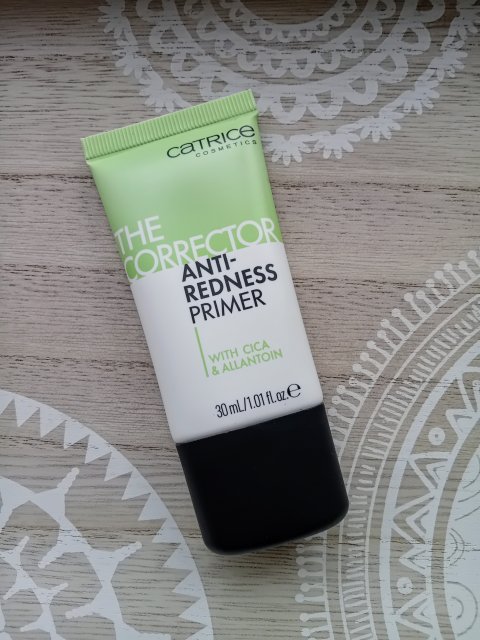 CATRICE
COSMETICS
THE
CORRECTOR
ANTI-
REDNESS
PRIMER
WITH CICA
& ALLANTOIN
30 mL/1.01 fl.oz ℮